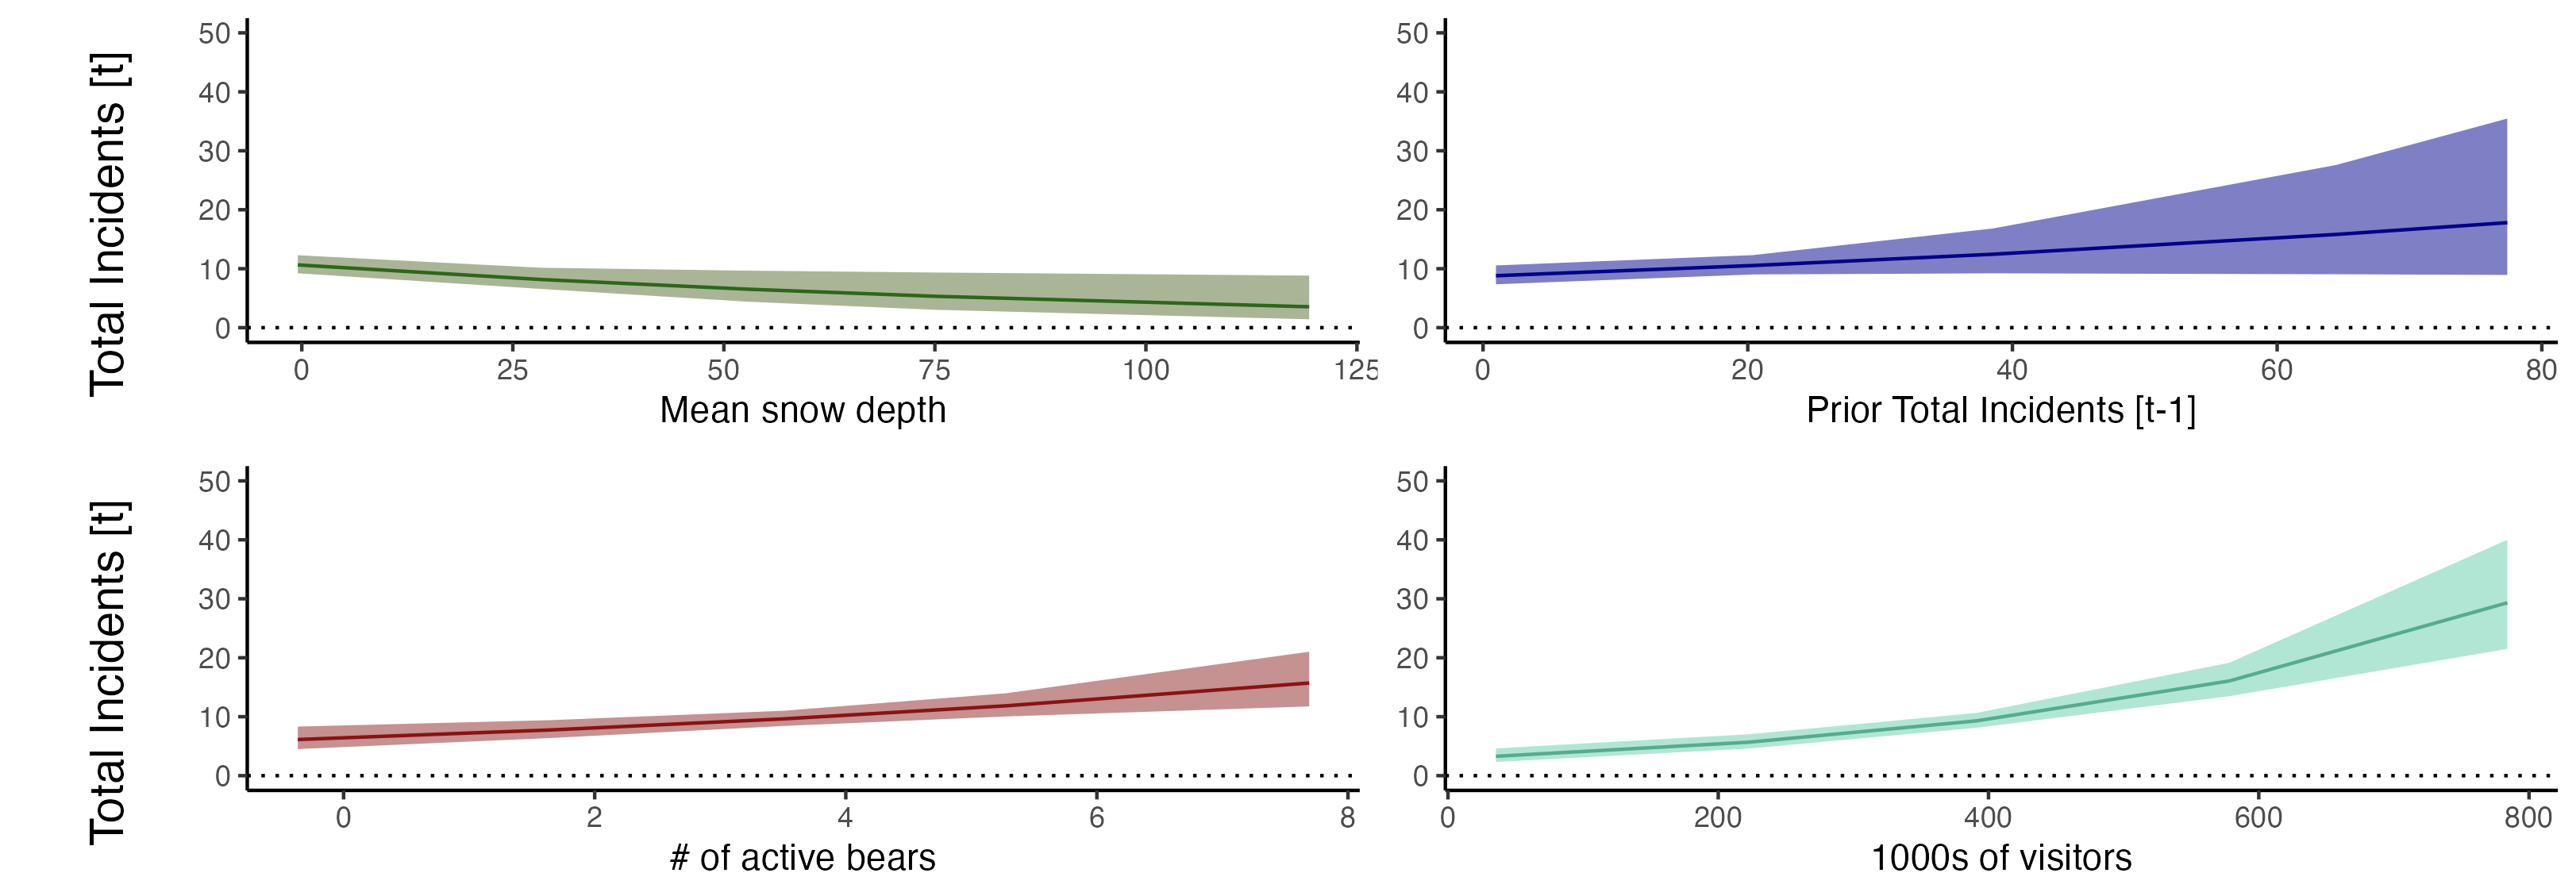 Total Incidents [t]
50
40
30
20
10
0
0 25 50 75 100 125
Mean snow depth
50
40
30
20
10
0
0 20 40 60 80
Prior Total Incidents [t-1]
Total Incidents [t]
50
40
30
20
10
0
0 2 4 6 8
# of active bears
50
40
30
20
10
0
0 200 400 600 800
1000s of visitors